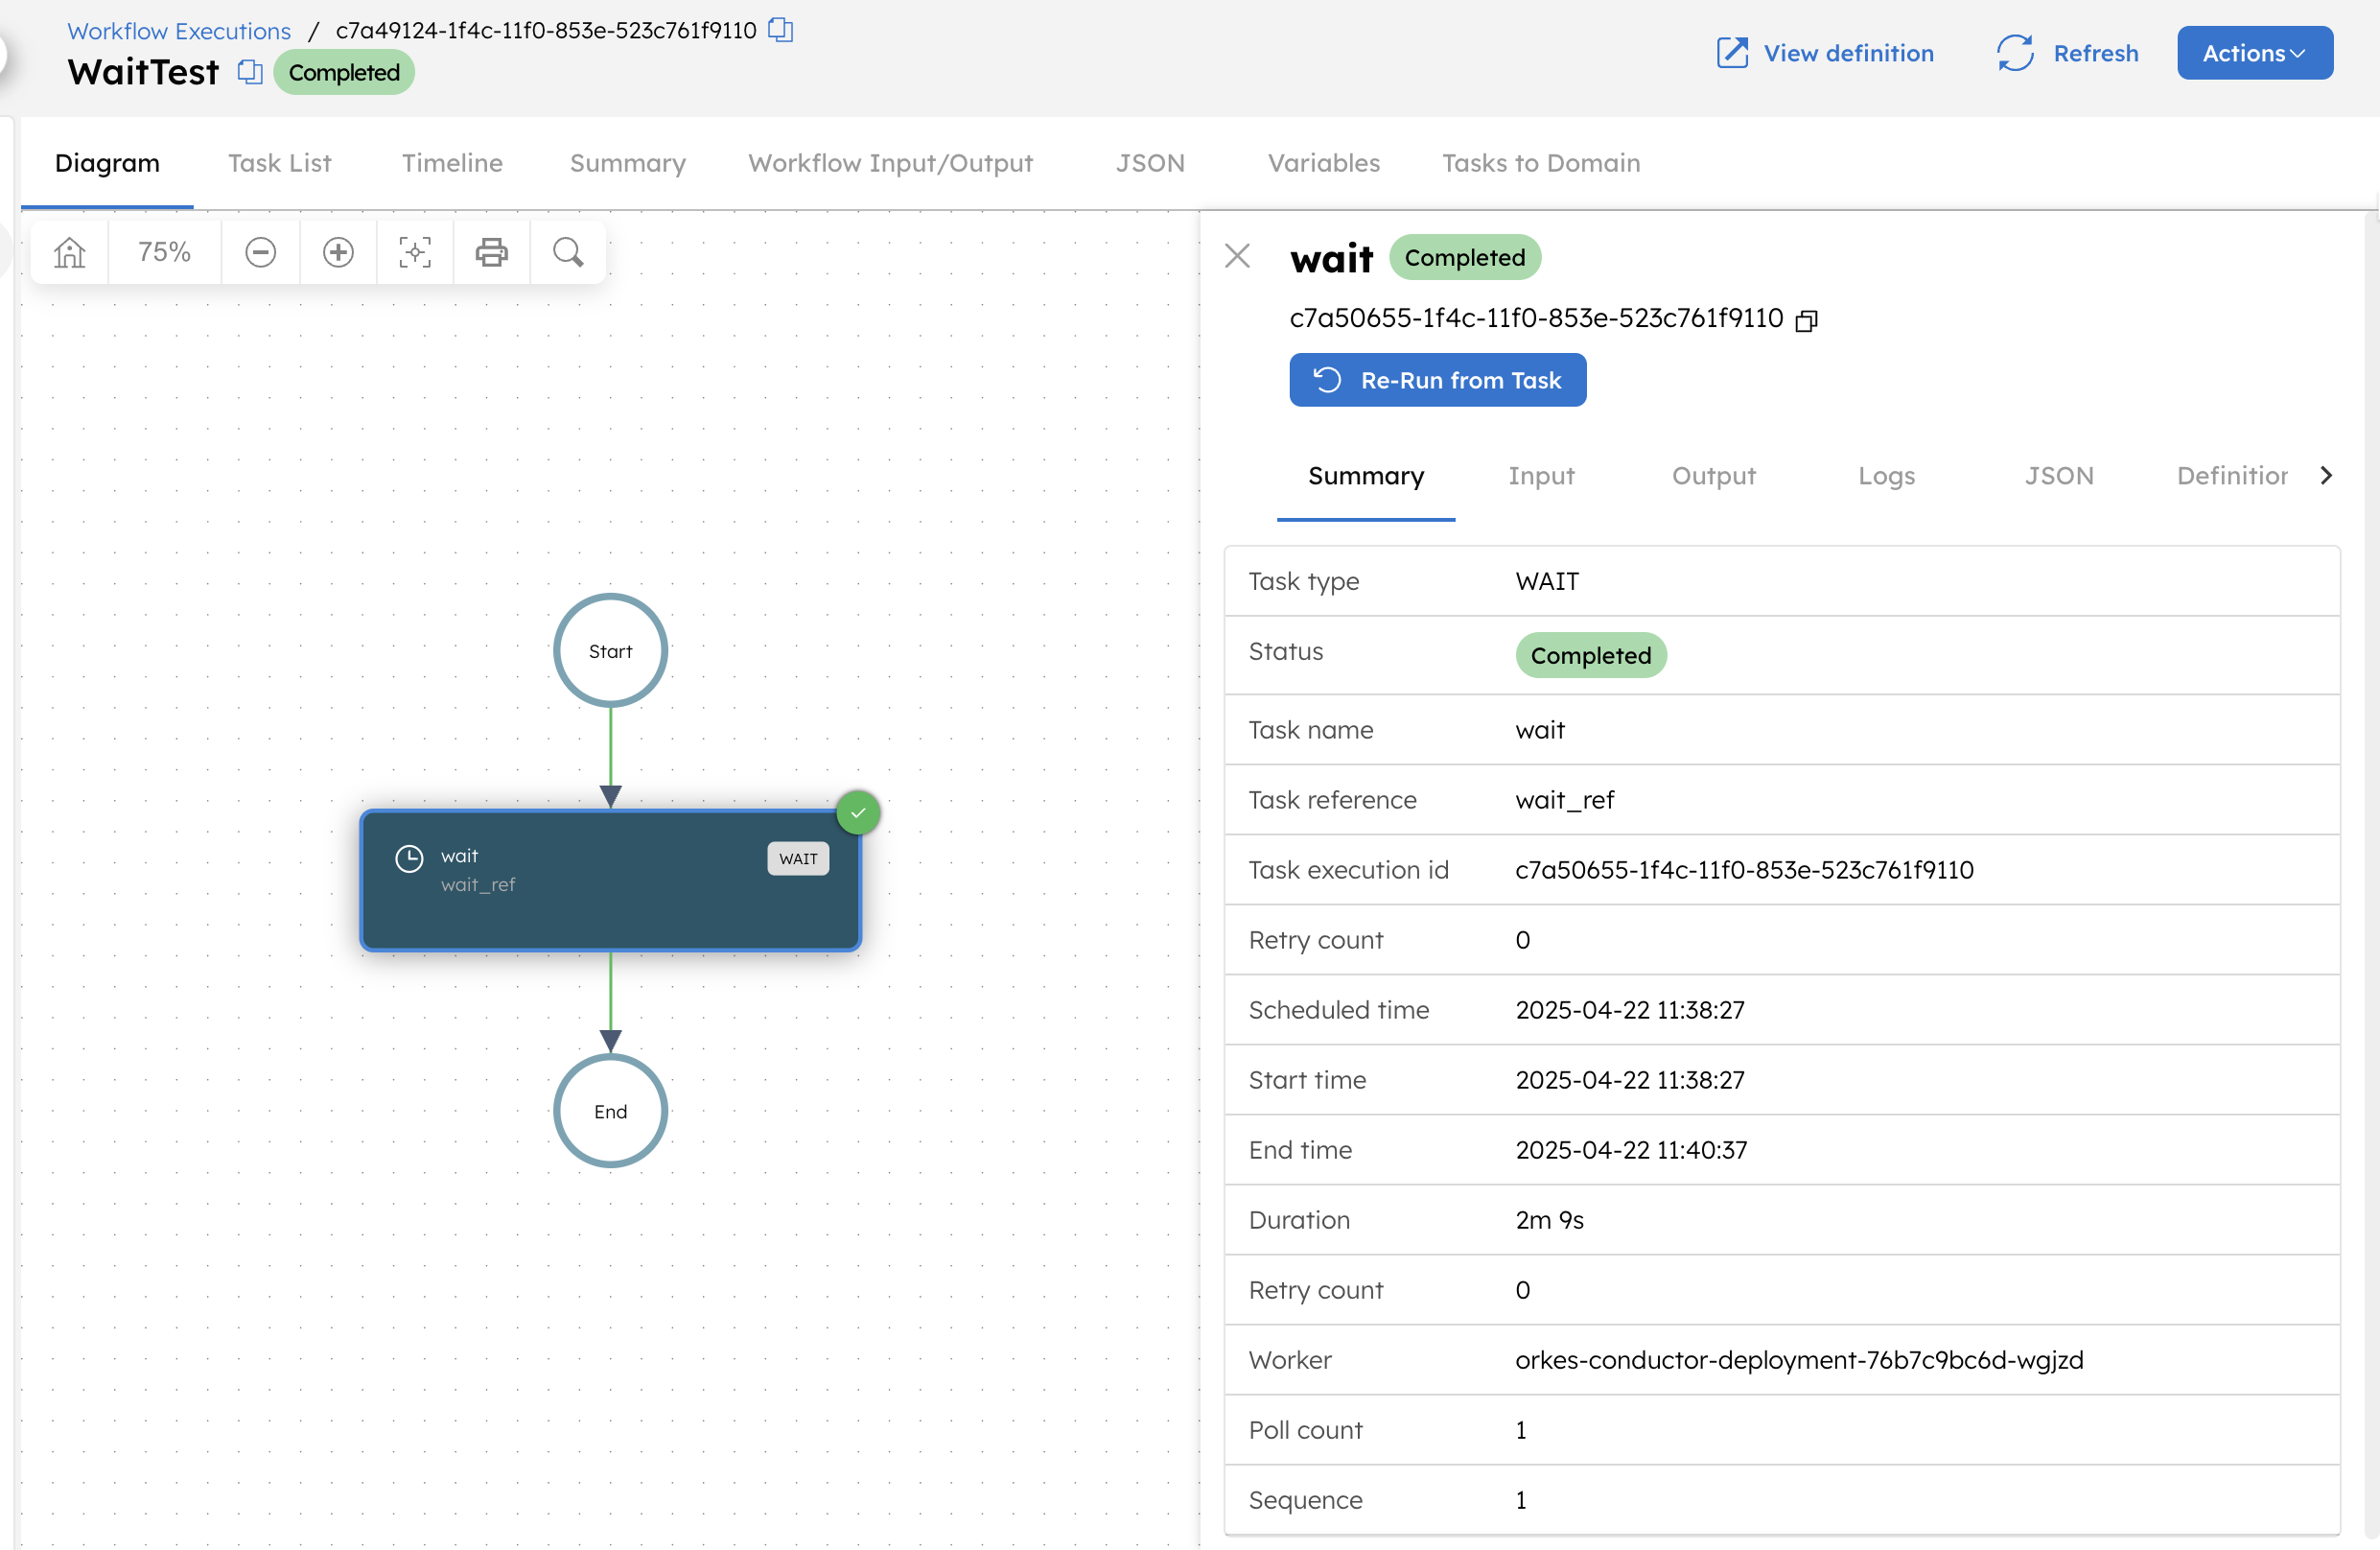 Workflow Executions / c7a49124-1f4c-11f0-853e-523c761f9110
WaitTest Completed
View definition Refresh Actions
Diagram Task List Timeline Summary Workflow Input/Output JSON Variables Tasks to Domain
75%
Start
wait WAIT
wait_ref
End
wait Completed
c7a50655-1f4c-11f0-853e-523c761f9110
Re-Run from Task
Summary Input Output Logs JSON Definition
Task type WAIT
Status Completed
Task name wait
Task reference wait_ref
Task execution id c7a50655-1f4c-11f0-853e-523c761f9110
Retry count 0
Scheduled time 2025-04-22 11:38:27
Start time 2025-04-22 11:38:27
End time 2025-04-22 11:40:37
Duration 2m 9s
Retry count 0
Worker orkes-conductor-deployment-76b7c9bc6d-wgjzd
Poll count 1
Sequence 1